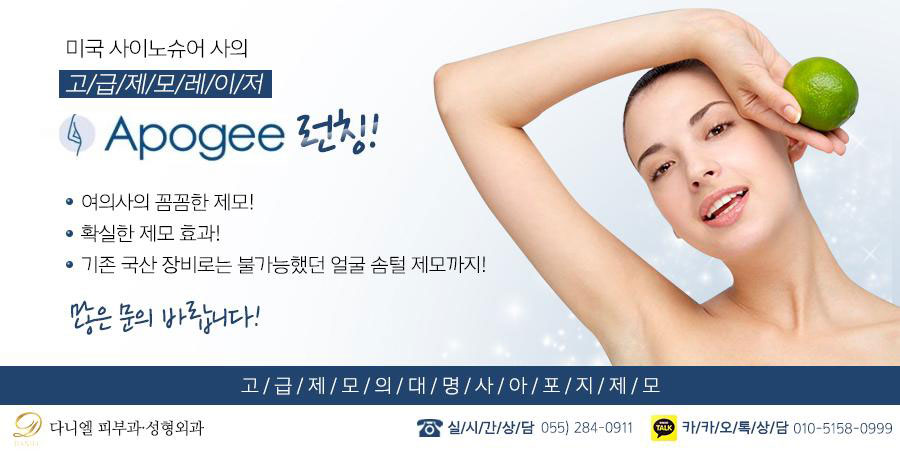 미국 사이노슈어 사의
고/급/제/모/레/이/저
Apogee 런칭!
여의사의 꼼꼼한 제모!
확실한 제모 효과!
기존 국산 장비로는 불가능했던 얼굴 솜털 제모까지!
많은 문의 바랍니다!
고/급/제/모/의/대/명/사/아/포/지/제/모
다니엘 피부과·성형외과
실/시/간/상/담 055) 284-0911
TALK 카/카/오/톡/상/담 010-5158-0999